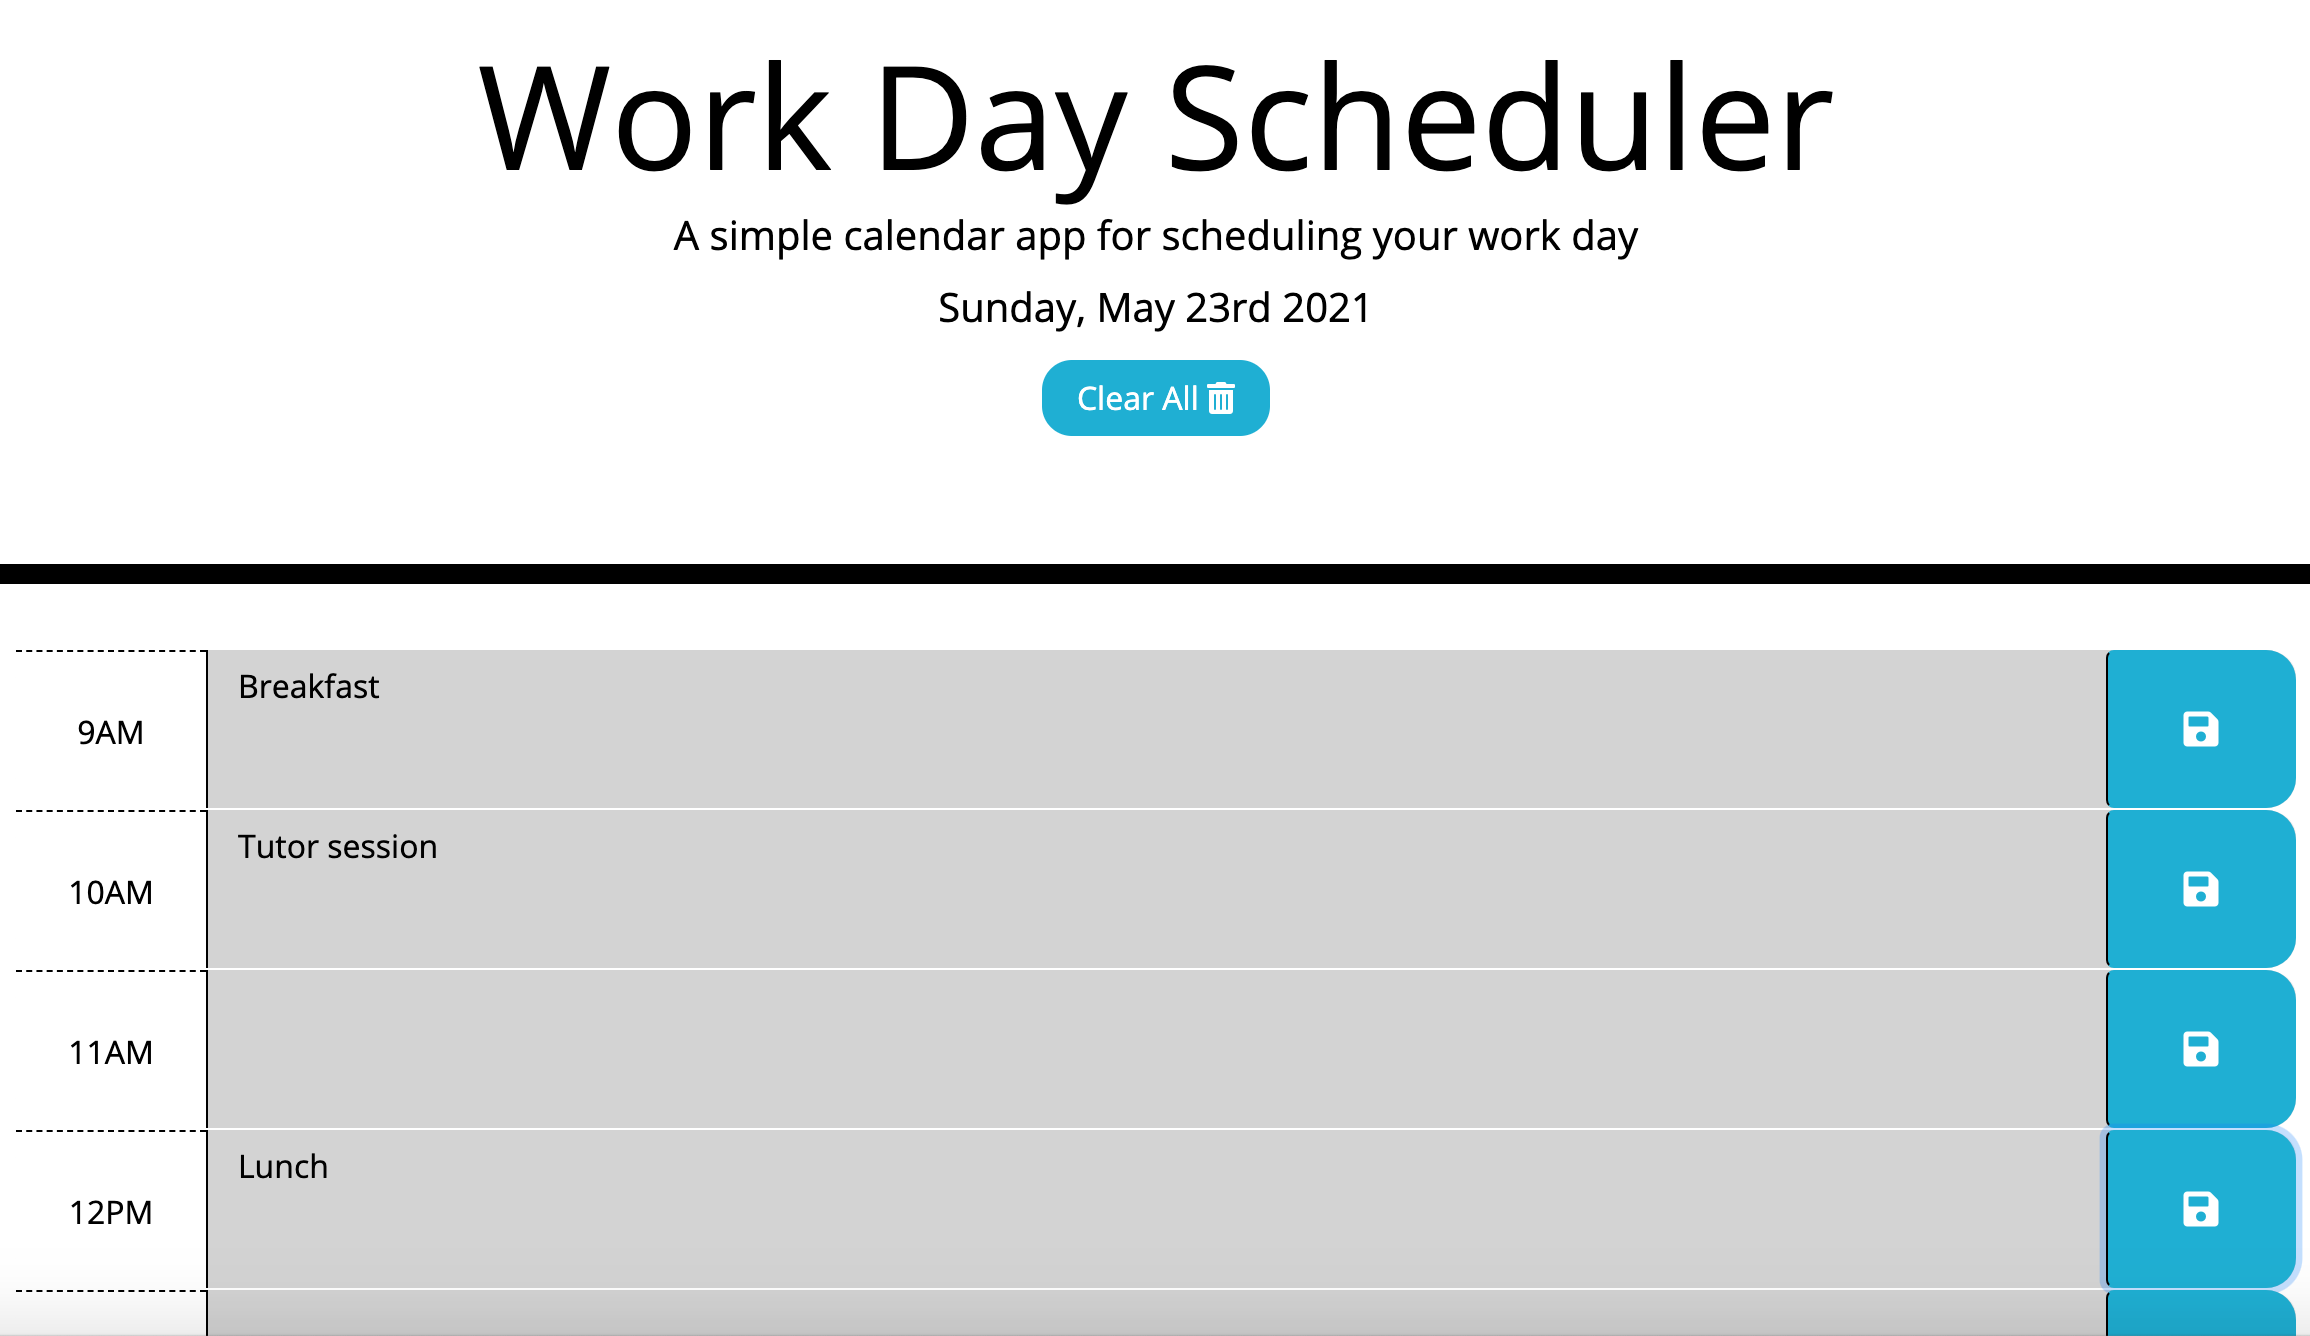 Work Day Scheduler
A simple calendar app for scheduling your work day
Sunday, May 23rd 2021
Clear All
9AM
Breakfast
10AM
Tutor session
11AM
12PM
Lunch